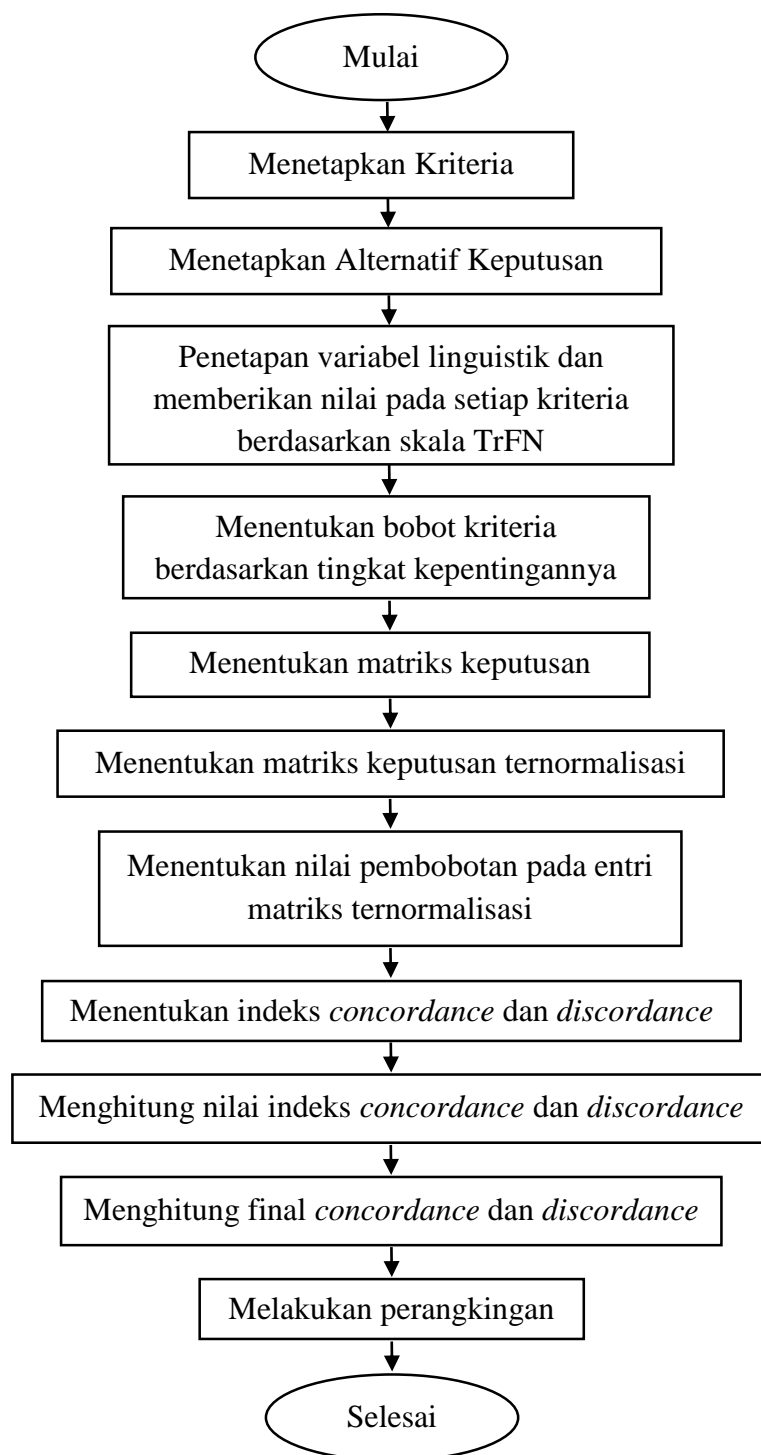 Mulai
Menetapkan Kriteria
Menetapkan Alternatif Keputusan
Penetapan variabel linguistik dan
memberikan nilai pada setiap kriteria
berdasarkan skala TrFN
Menentukan bobot kriteria
berdasarkan tingkat kepentingannya
Menentukan matriks keputusan
Menentukan matriks keputusan ternormalisasi
Menentukan nilai pembobotan pada entri
matriks ternormalisasi
Menentukan indeks concordance dan discordance
Menghitung nilai indeks concordance dan discordance
Menghitung final concordance dan discordance
Melakukan perangkingan
Selesai